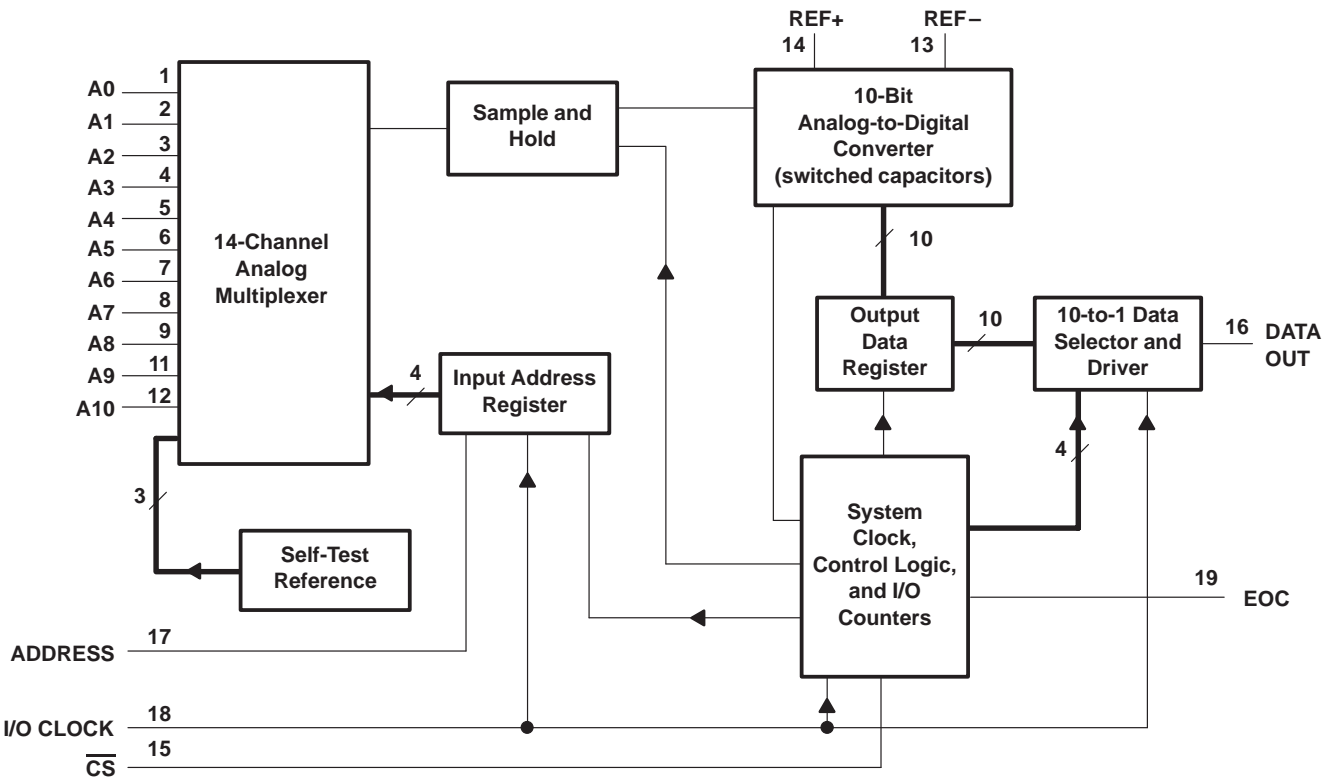 REF+
REF−
14
13
1
A0
2
A1
3
A2
4
A3
5
A4
6
A5
7
A6
8
A7
9
A8
11
A9
12
A10
14-Channel
Analog
Multiplexer
Sample and
Hold
10-Bit
Analog-to-Digital
Converter
(switched capacitors)
10
Output
Data
Register
10
10-to-1 Data
Selector and
Driver
16
DATA
OUT
4
Input Address
Register
4
3
Self-Test
Reference
System
Clock,
Control Logic,
and I/O
Counters
19
EOC
17
ADDRESS
18
I/O CLOCK
15
CS